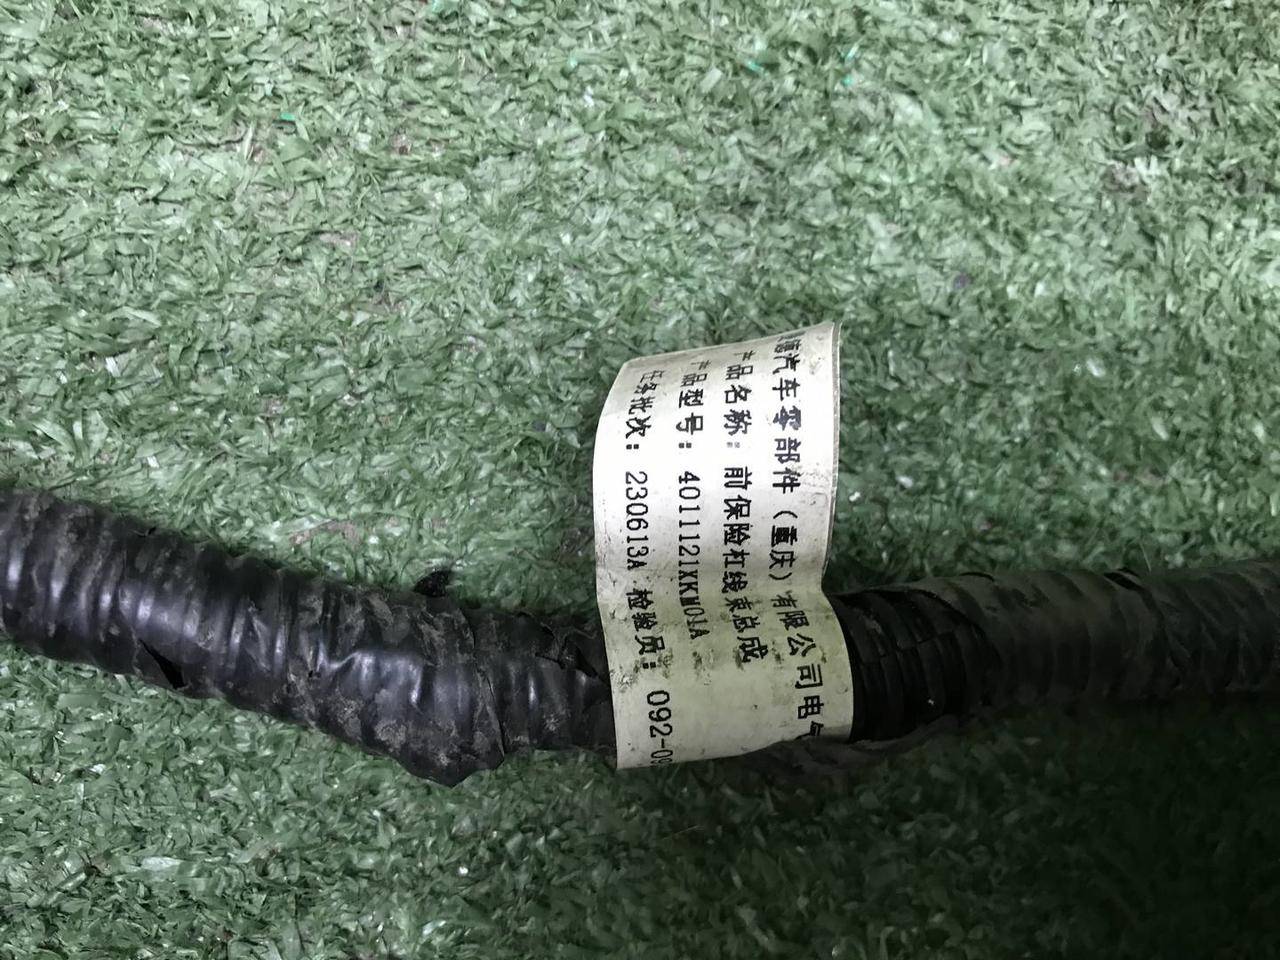 德汽车零部件（重庆）有限公司电气
产品名称：前保险杠线束总成
产品型号：4011121XKM01A
任务批次：230613A 检验员：092-09